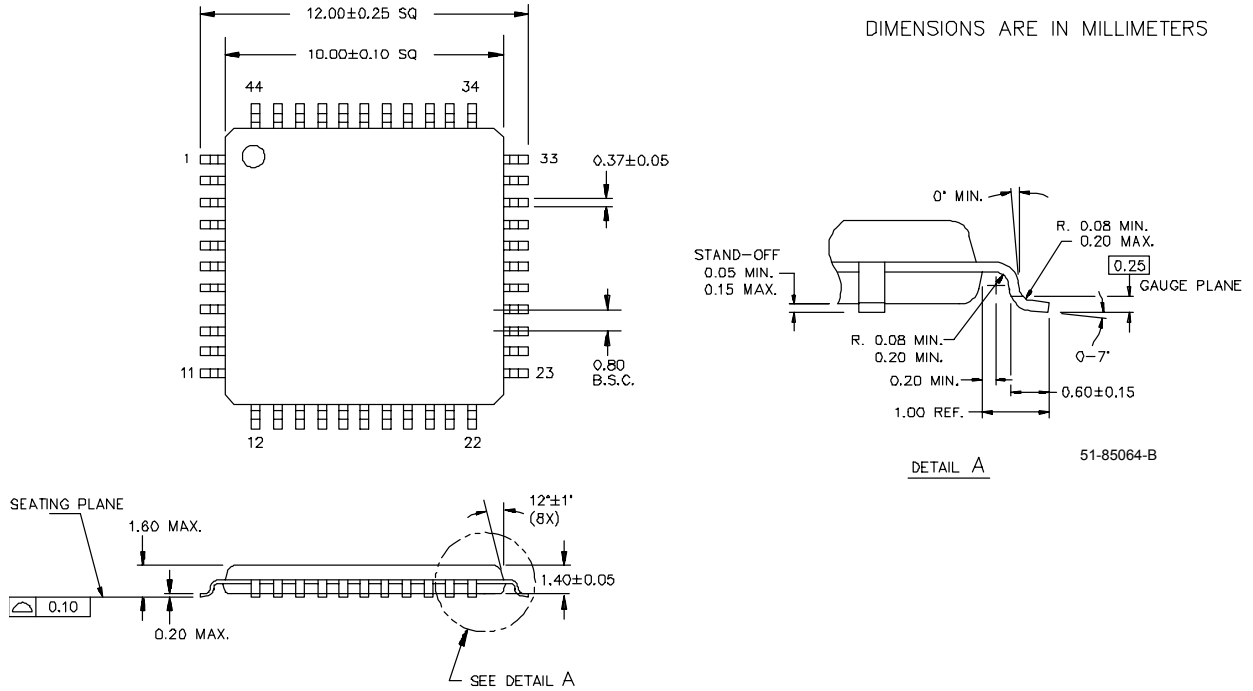 12.00±0.25 SQ
DIMENSIONS ARE IN MILLIMETERS
10.00±0.10 SQ
44
34
1
33
0.37±0.05
0° MIN.
R. 0.08 MIN.
0.20 MAX.
STAND-OFF
0.05 MIN.
0.15 MAX.
0.25
GAUGE PLANE
R. 0.08 MIN.
0.20 MIN.
0-7°
0.80
B.S.C.
11
23
0.20 MIN.
0.60±0.15
1.00 REF.
12
22
DETAIL A
51-85064-B
SEATING PLANE
12°±1°
(8X)
1.60 MAX.
1.40±0.05
0.10
0.20 MAX.
SEE DETAIL A